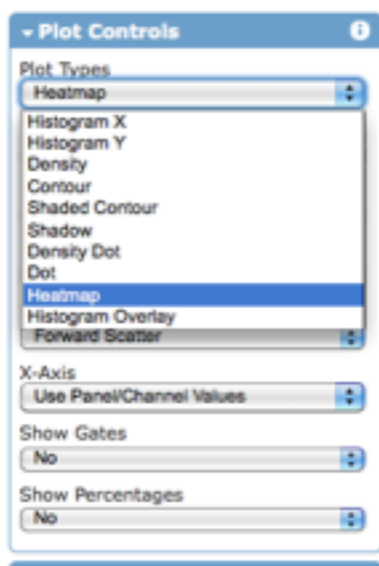 Plot Controls
Plot Types
Heatmap
Histogram X
Histogram Y
Density
Contour
Shaded Contour
Shadow
Density Dot
Dot
Heatmap
Histogram Overlay
Forward Scatter
X-Axis
Use Panel/Channel Values
Show Gates
No
Show Percentages
No